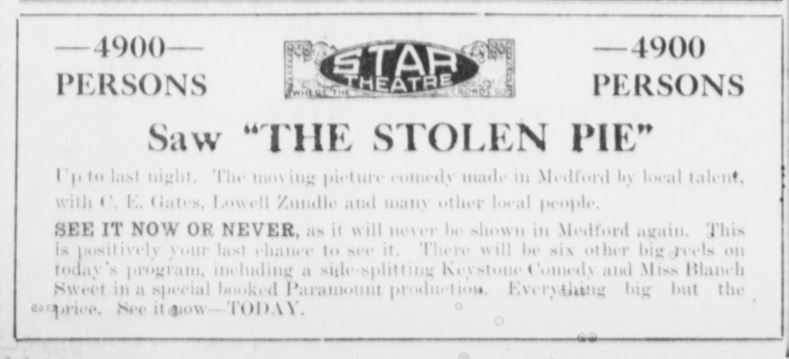 —4900—
PERSONS
STAR
THEATRE
WHERE THE CROWDS GO
—4900
PERSONS
Saw "THE STOLEN PIE"
Up to last night. The moving picture comedy made in Medford by local talent,
with C. E. Gates, Lowell Zundle and many other local people.
SEE IT NOW OR NEVER, as it will never be shown in Medford again. This
is positively your last chance to see it. There will be six other big reels on
today's program, including a side-splitting Keystone Comedy and Miss Blanch
Sweet in a special booked Paramount production. Everything big but the
price. See it now—TODAY.